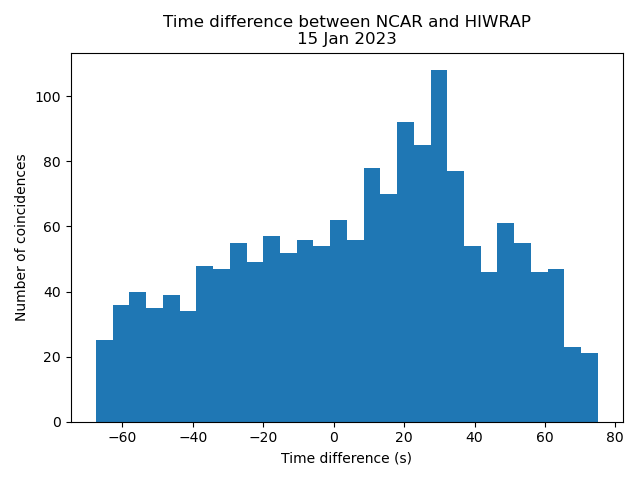 Time difference between NCAR and HIWRAP
15 Jan 2023
100
80
60
40
20
0
Number of coincidences
−60 −40 −20 0 20 40 60 80
Time difference (s)